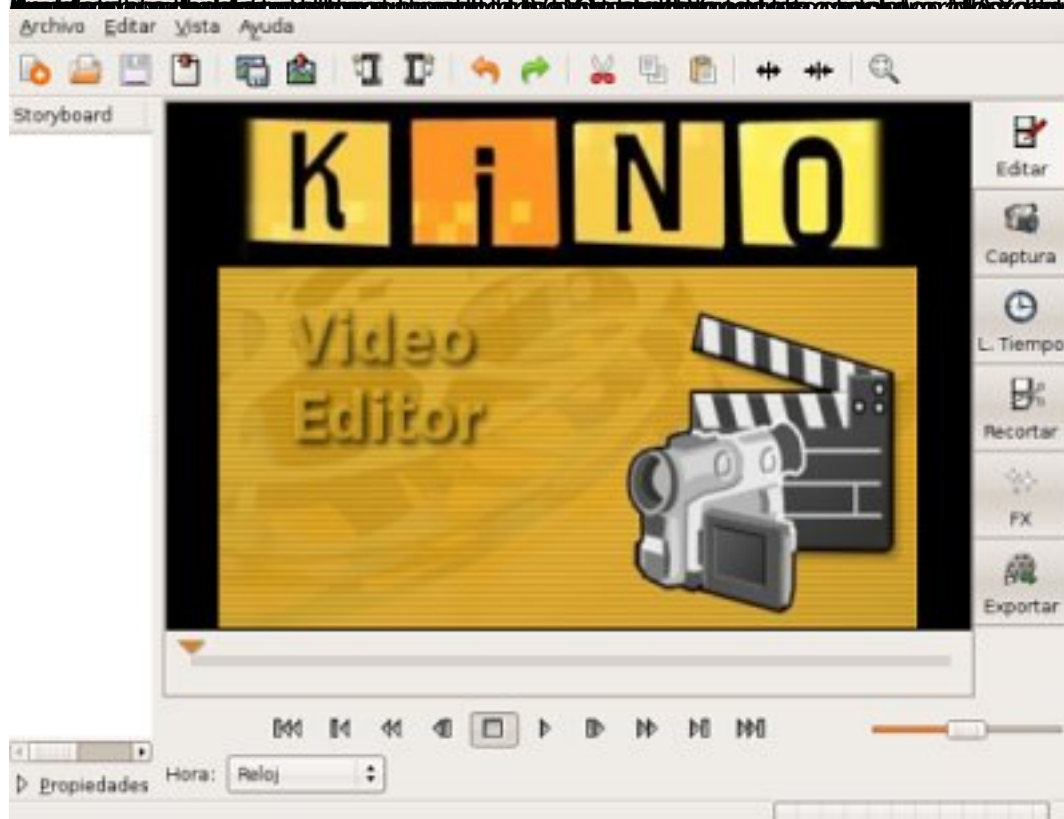 Archivo Editar Vista Ayuda
Storyboard
KiNO
Video
Editor
Editar
Captura
L. Tiempo
Recortar
FX
Exportar
Hora: Reloj
Propiedades